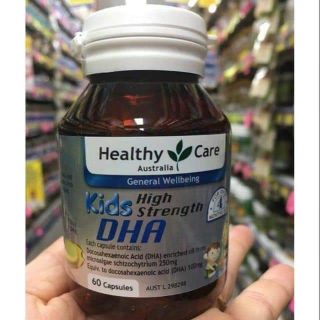 Healthy Care
Australia
General Wellbeing
Kids High
Strength
DHA
4
Each capsule contains:
Docosahexaenoic Acid (DHA) enriched oil from
microalgae schizochytrium 250mg
Equiv. to docosahexaenoic acid (DHA) 100mg
60 Capsules
AUST L 298298